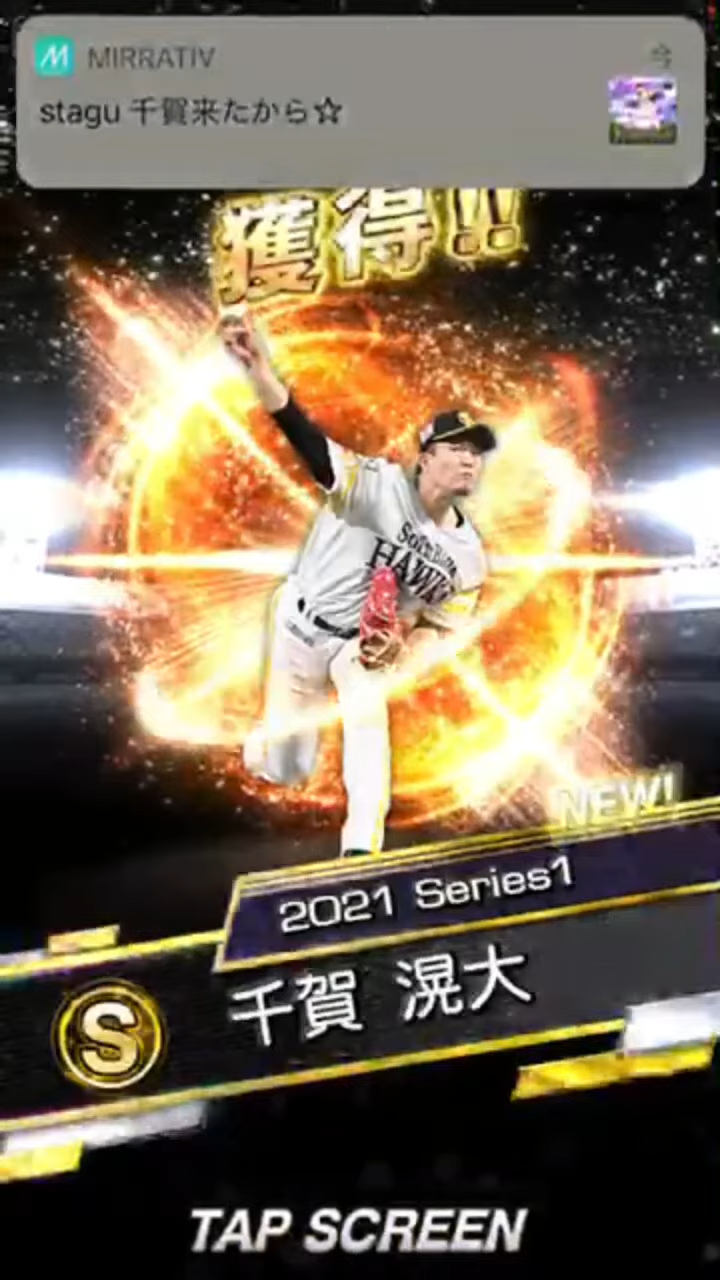 MIRRATIV 今
stagu 千賀来たから☆
獲得!!
SoftBank
HAWKS
NEW!
2021 Series1
千賀 滉大
S
TAP SCREEN